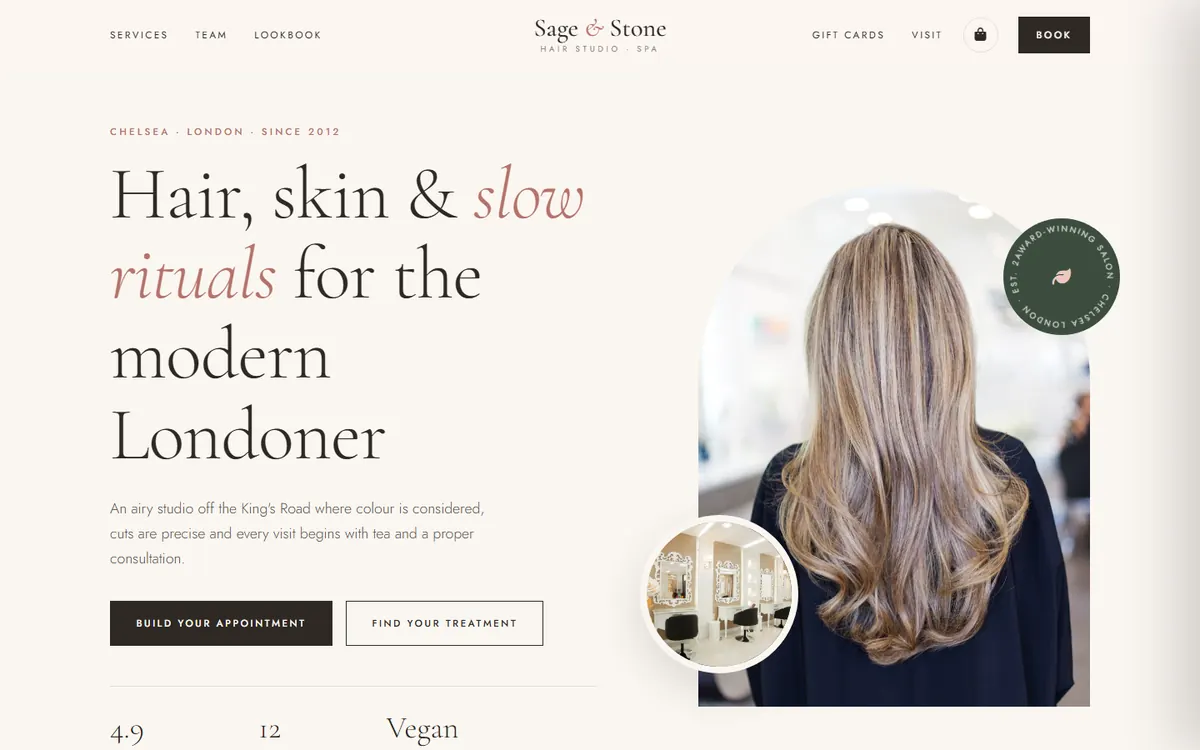 SERVICES TEAM LOOKBOOK
Sage & Stone
HAIR STUDIO · SPA
GIFT CARDS VISIT BOOK
CHELSEA · LONDON · SINCE 2012
Hair, skin & slow
rituals for the
modern
Londoner
AWARD-WINNING SALON · CHELSEA LONDON · EST. 2
An airy studio off the King's Road where colour is considered,
cuts are precise and every visit begins with tea and a proper
consultation.
BUILD YOUR APPOINTMENT FIND YOUR TREATMENT
4.9 12 Vegan